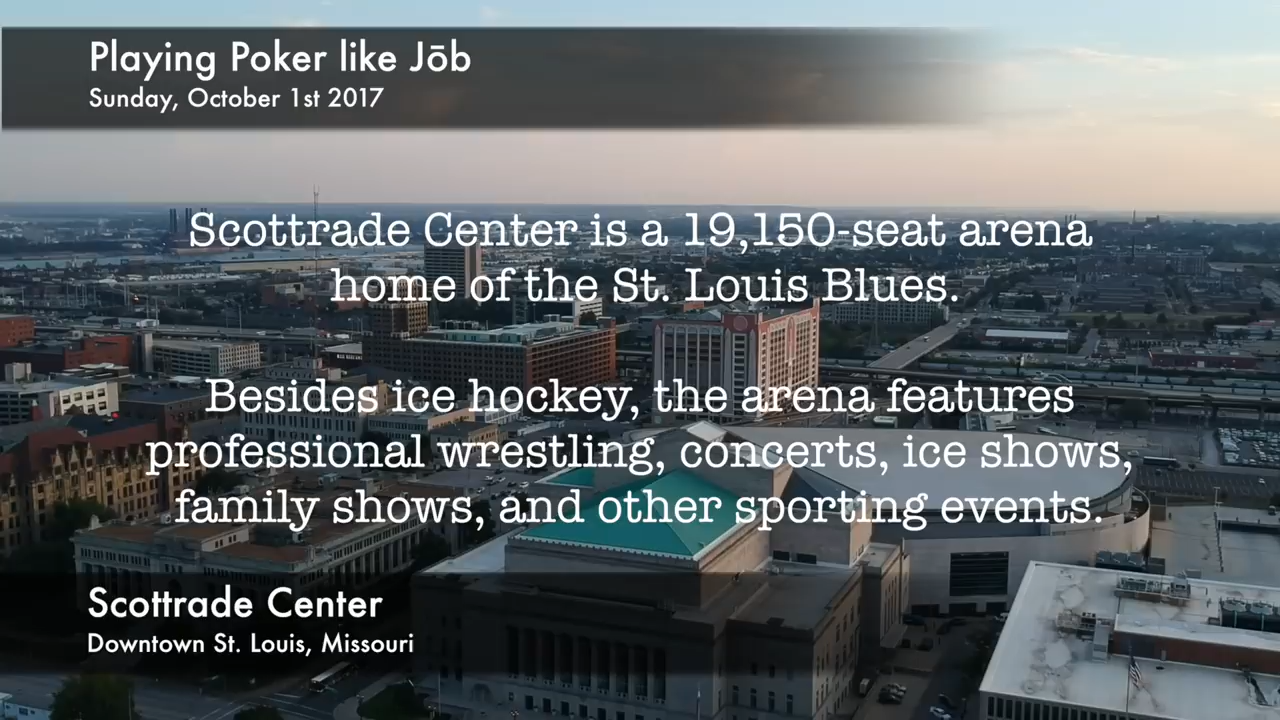 Playing Poker like Jōb
Sunday, October 1st 2017
Scottrade Center is a 19,150-seat arena
home of the St. Louis Blues.
Besides ice hockey, the arena features
professional wrestling, concerts, ice shows,
family shows, and other sporting events.
Scottrade Center
Downtown St. Louis, Missouri